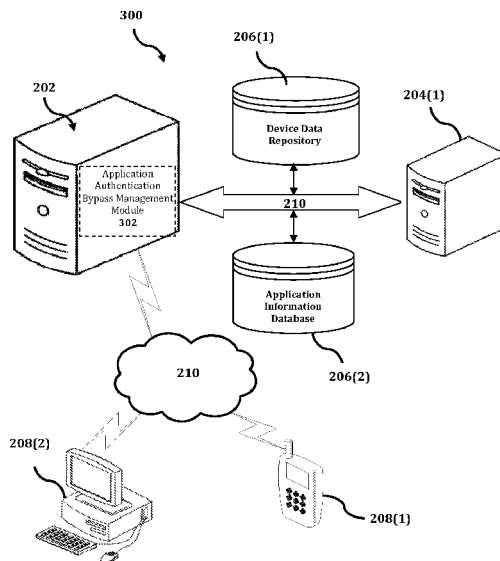 300
206(1)
202
204(1)
Device Data
Repository
Application
Authentication
Bypass Management
Module
302
210
Application
Information
Database
206(2)
210
208(2)
208(1)